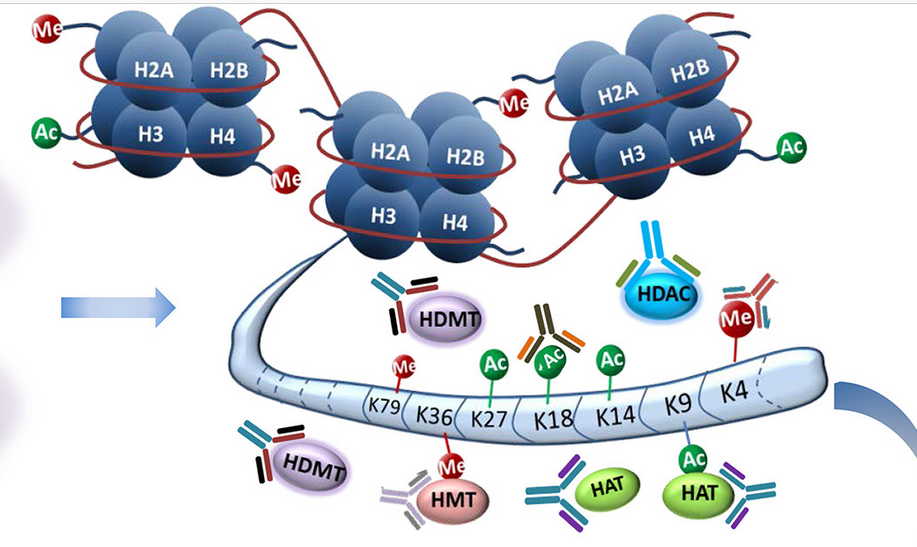 Me
H2A H2B
Ac
H3 H4
Me
H2A H2B
Me
H3 H4
H2A H2B
H3 H4
Ac
HDMT
HDAC
Me
Me
Ac
Ac
Ac
K79 K36 K27 K18 K14 K9 K4
HDMT
Me
HMT
HAT
Ac
HAT